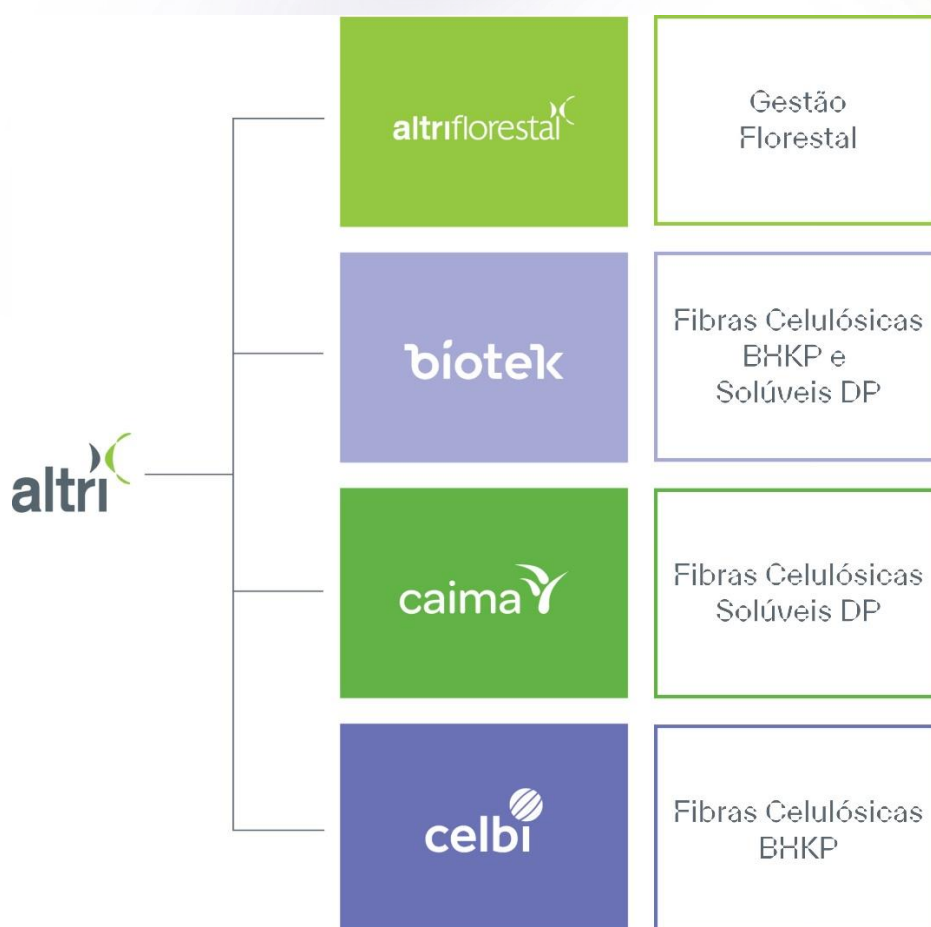 altri
altriflorestal
Gestão
Florestal
biotek
Fibras Celulósicas
BHKP e
Solúveis DP
caima
Fibras Celulósicas
Solúveis DP
celbi
Fibras Celulósicas
BHKP